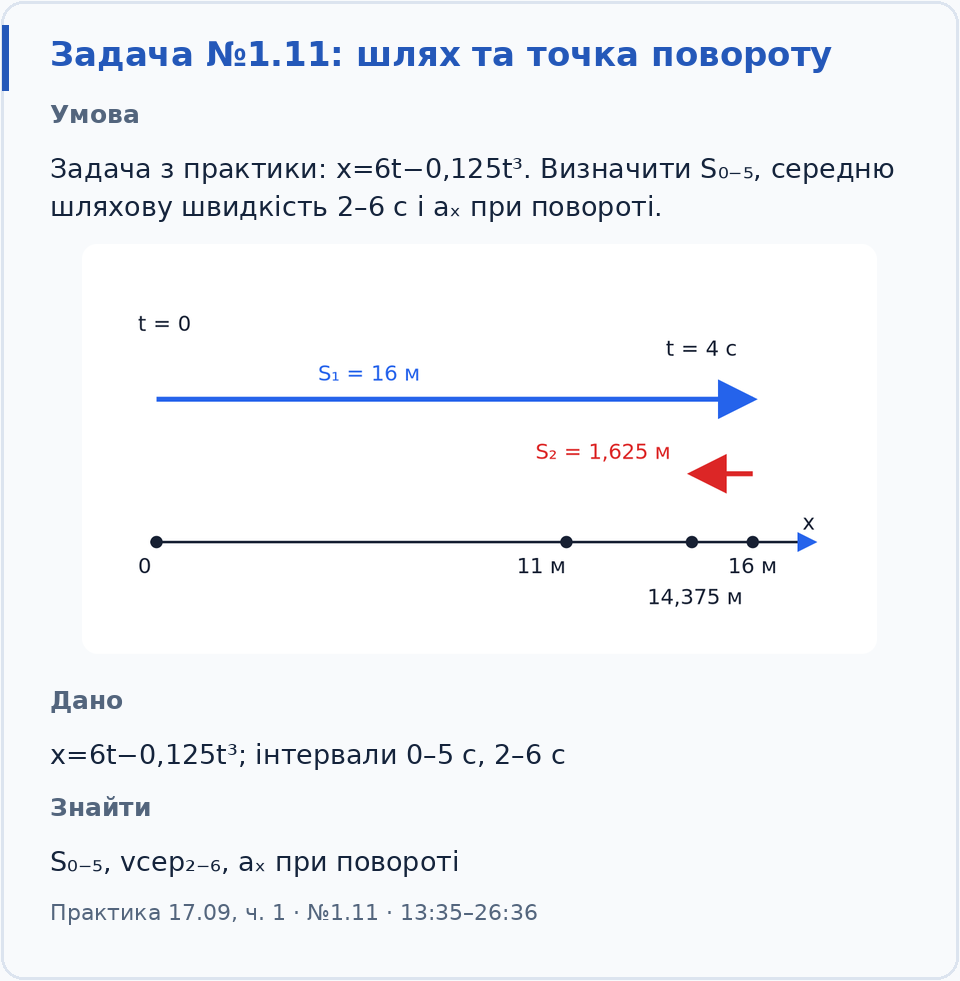 Задача №1.11: шлях та точка повороту
Умова
Задача з практики: x=6t−0,125t³. Визначити S₀₋₅, середню
шляхову швидкість 2–6 с і aₓ при повороті.
t = 0
t = 4 с
S₁ = 16 м
S₂ = 1,625 м
x
0
11 м
16 м
14,375 м
Дано
x=6t−0,125t³; інтервали 0–5 с, 2–6 с
Знайти
S₀₋₅, vсер₂₋₆, aₓ при повороті
Практика 17.09, ч. 1 · №1.11 · 13:35–26:36